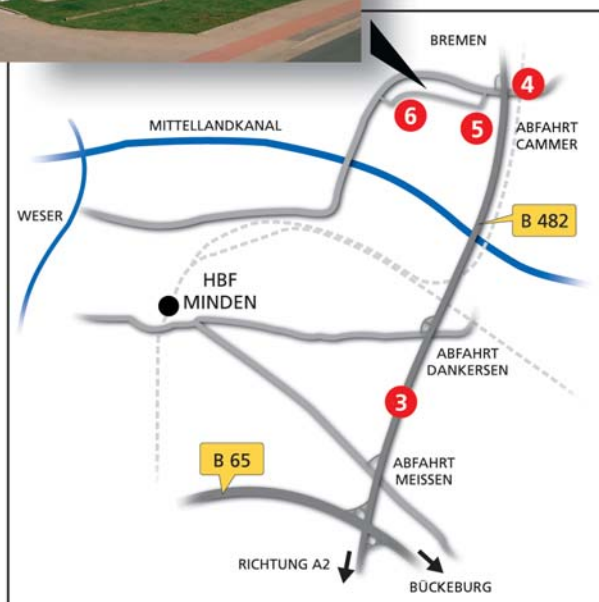 BREMEN
4
6
5
MITTELLANDKANAL
ABFAHRT
CAMMER
WESER
B 482
HBF
MINDEN
ABFAHRT
DANKERSEN
3
B 65
ABFAHRT
MEISSEN
RICHTUNG A2
BÜCKEBURG